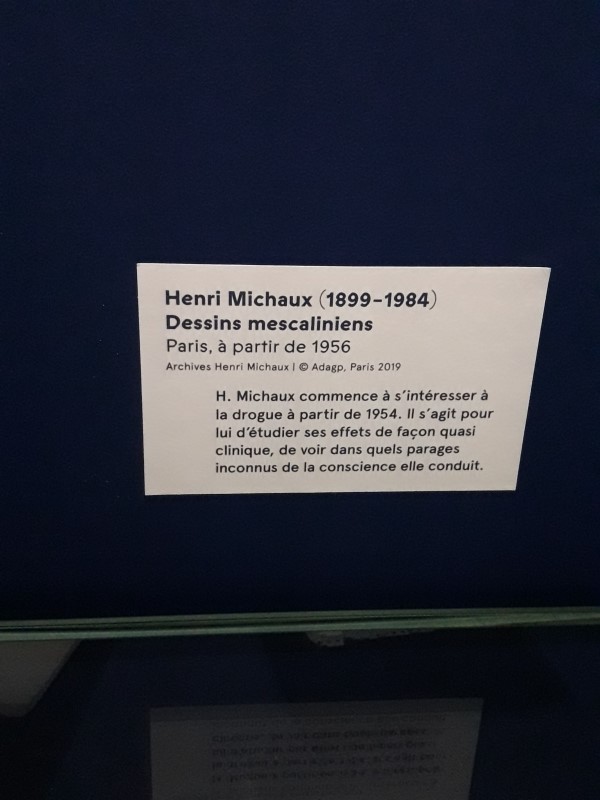 Henri Michaux (1899–1984)
Dessins mescaliniens
Paris, à partir de 1956
Archives Henri Michaux | © Adagp, Paris 2019
H. Michaux commence à s'intéresser à
la drogue à partir de 1954. Il s'agit pour
lui d'étudier ses effets de façon quasi
clinique, de voir dans quels parages
inconnus de la conscience elle conduit.